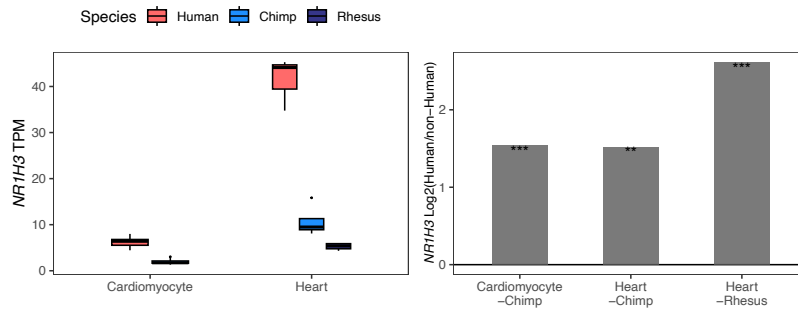 Species Human Chimp Rhesus
NR1H3 TPM
40
30
20
10
0
Cardiomyocyte Heart
NR1H3 Log2(Human/non−Human)
2
1
0
***
**
***
Cardiomyocyte
−Chimp
Heart
−Chimp
Heart
−Rhesus